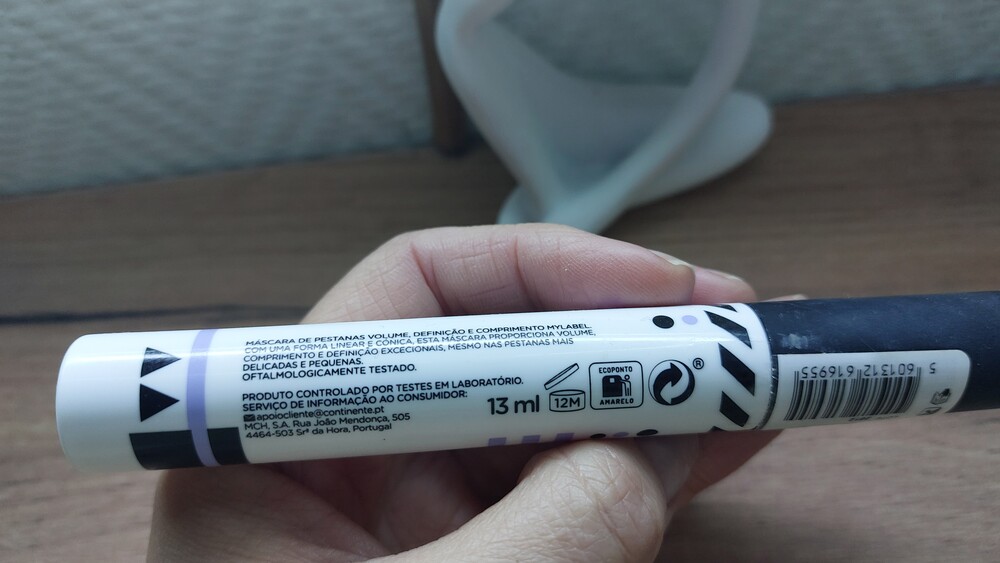 MÁSCARA DE PESTANAS VOLUME, DEFINIÇÃO E COMPRIMENTO MYLABEL,
COM UMA FORMA LINEAR E CÓNICA, ESTA MÁSCARA PROPORCIONA VOLUME,
COMPRIMENTO E DEFINIÇÃO EXCECIONAIS, MESMO NAS PESTANAS MAIS
DELICADAS E PEQUENAS.
OFTALMOLOGICAMENTE TESTADO.
PRODUTO CONTROLADO POR TESTES EM LABORATÓRIO.
SERVIÇO DE INFORMAÇÃO AO CONSUMIDOR:
apoiocliente@continente.pt
MCH, S.A. Rua João Mendonça, 505
4464-503 Srª da Hora, Portugal
13 ml
12M
ECOPONTO
AMARELO
®
5 601312 616955